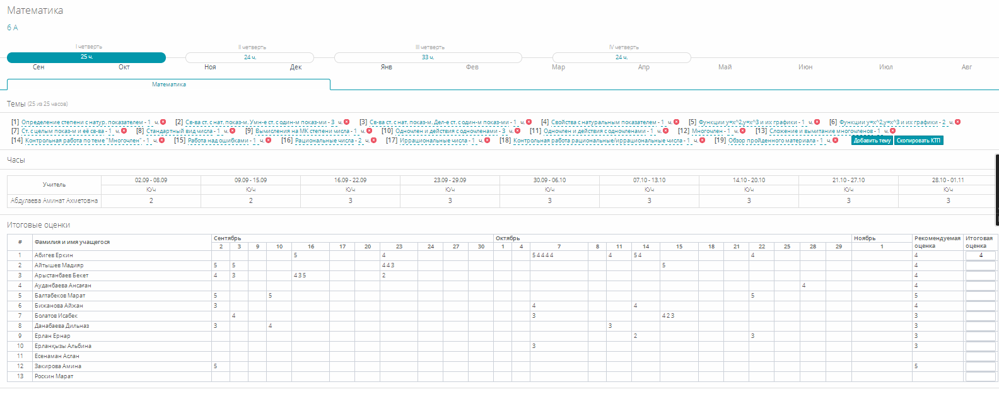 Математика
6 А
I четверть II четверть III четверть IV четверть
25 ч. 24 ч. 33 ч. 24 ч.
Сен Окт Ноя Дек Янв Фев Мар Апр Май Июн Июл Авг
Математика
Темы (25 из 25 часов)
[1] Определение степени с натур. показателем - 1 ч. [2] Св-ва ст. с нат. показ-м. Умн-е ст. с один-м показ-ми - 3 ч. [3] Св-ва ст. с нат. показ-м. Дел-е ст. с один-м показ-ми - 1 ч. [4] Свойства с натуральным показателем - 1 ч. [5] Функции y=x^2,y=x^3 и их графики - 1 ч. [6] Функции y=x^2,y=x^3 и их графики - 2 ч.
[7] Ст. с целым показ-м и её св-ва - 1 ч. [8] Стандартный вид числа - 1 ч. [9] Вычисления на МК степени числа - 1 ч. [10] Одночлен и действия с одночленами - 3 ч. [11] Одночлен и действия с одночленами - 1 ч. [12] Многочлен - 1 ч. [13] Сложение и вычитание многочленов - 1 ч.
[14] Контрольная работа по теме "Многочлен" - 1 ч. [15] Работа над ошибками - 1 ч. [16] Рациональные числа - 2 ч. [17] Иррациональные числа - 1 ч. [18] Контрольная работа рациональные/иррациональные числа - 1 ч. [19] Обзор пройденного материала - 1 ч. Добавить тему Скопировать КТП
Часы
Учитель 02.09 - 08.09 09.09 - 15.09 16.09 - 22.09 23.09 - 29.09 30.09 - 06.10 07.10 - 13.10 14.10 - 20.10 21.10 - 27.10 28.10 - 01.11
КУч КУч КУч КУч КУч КУч КУч КУч КУч
Абдулаева Аминат Ахметовна 2 2 3 3 3 3 3 3 3
Итоговые оценки
# Фамилия и имя учащегося Сентябрь Октябрь Ноябрь Рекомендуемая оценка Итоговая оценка
2 3 9 10 16 17 20 23 24 27 30 1 4 7 8 11 14 15 18 21 22 25 28 29 1
1 Абигев Еркин 5 4 5 4 4 4 4 4 5 4 4 4 4
2 Айтышев Мадияр 5 5 4 4 3 5 4
3 Арыстанбаев Бекет 4 3 4 3 5 2 4
4 Ауданбаева Ансаған 4 4
5 Балтабеков Марат 5 5 5 5
6 Бижанова Айжан 3 4 4 4
7 Болатов Исабек 4 3 4 2 3 3
8 Данабаева Дильназ 3 4 3 3
9 Ерлан Ернар 2 3 3
10 Ерланқызы Альбина 3 3
11 Есенаман Аслан
12 Закирова Амина 5 5
13 Роскин Марат